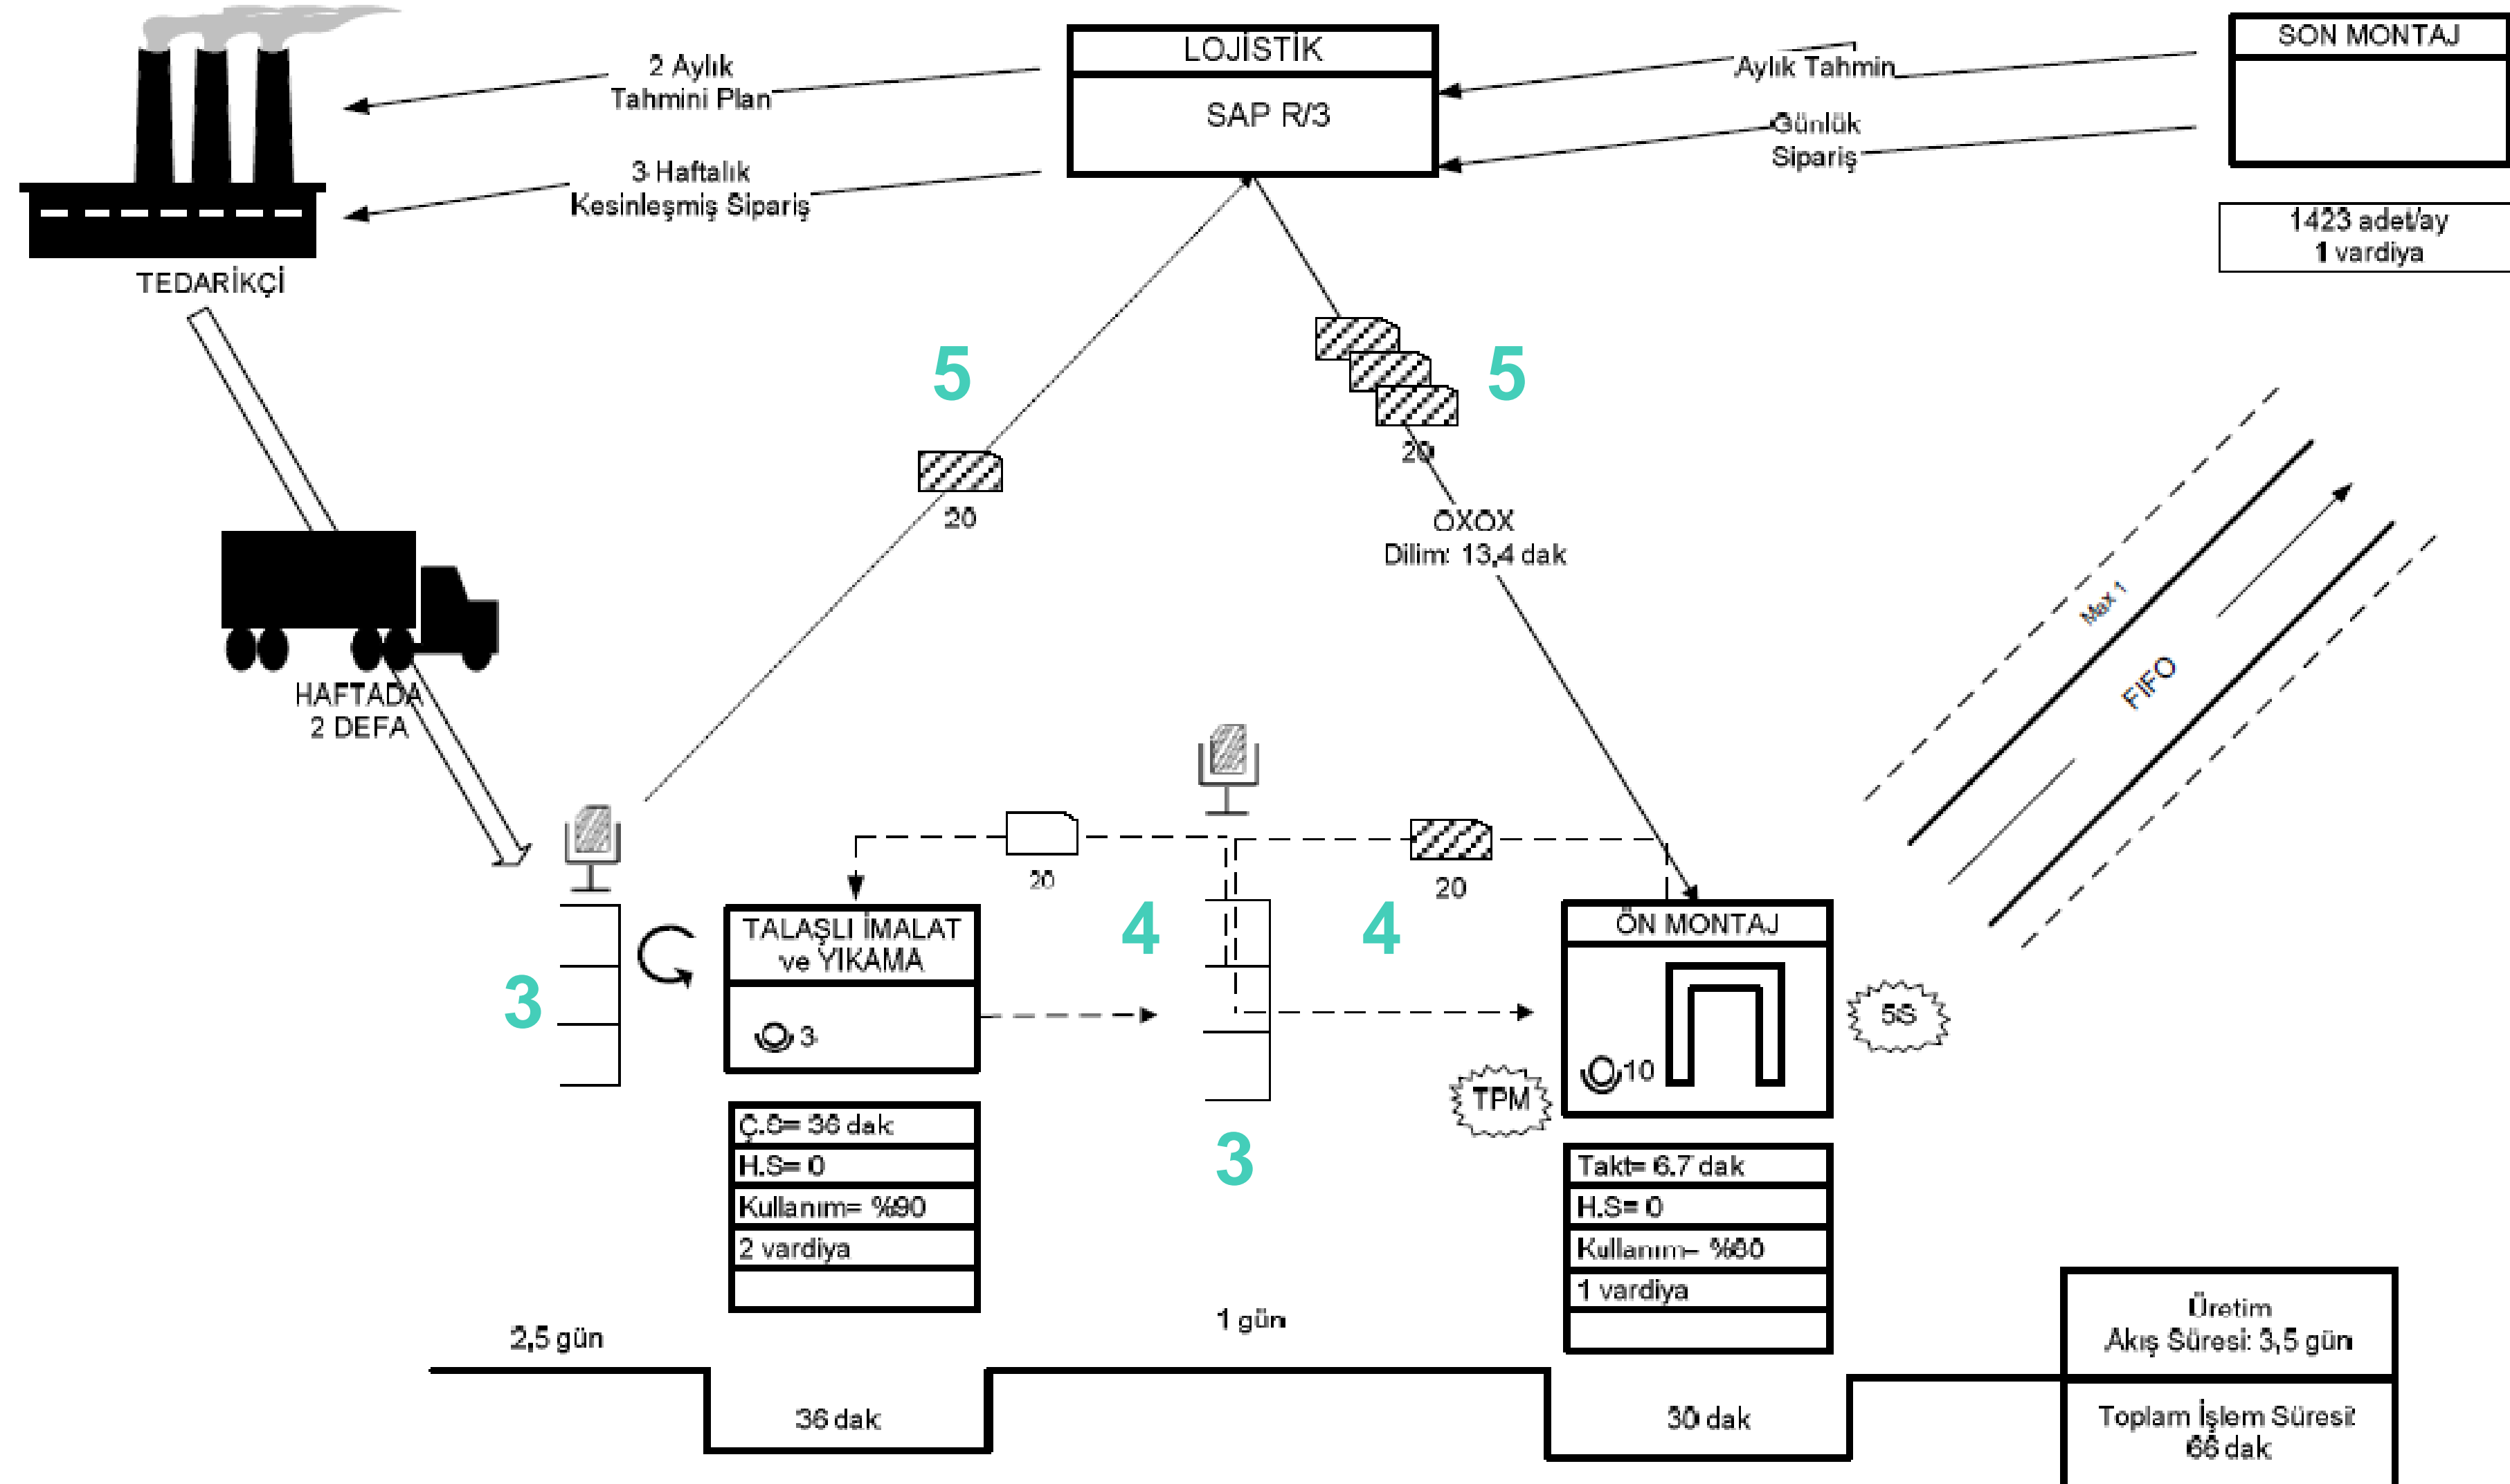 LOJİSTİK
SAP R/3
SON MONTAJ
2 Aylık
Tahmini Plan
3 Haftalık
Kesinleşmiş Sipariş
Aylık Tahmin
Günlük
Sipariş
1423 adet/ay
1 vardiya
TEDARİKÇİ
5
5
20
20
OXOX
Dilim: 13,4 dak
HAFTADA
2 DEFA
Max 1
FIFO
20
20
4
4
3
TALAŞLI İMALAT
ve YIKAMA
3
ÖN MONTAJ
10
5S
TPM
3
Ç.S= 36 dak
H.S= 0
Kullanım= %90
2 vardiya
Takt= 6.7 dak
H.S= 0
1 vardiya
2,5 gün
1 gün
36 dak
30 dak
Üretim
Akış Süresi: 3,5 gün
Toplam İşlem Süresi:
66 dak